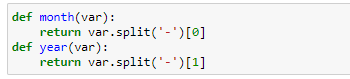 def month(var):
    return var.split('-')[0]
def year(var):
    return var.split('-')[1]